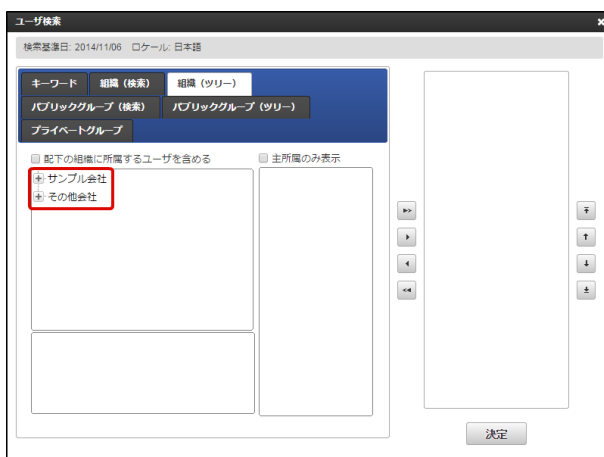 ユーザ検索
検索基準日: 2014/11/06 ロケール: 日本語
キーワード 組織（検索） 組織（ツリー）
パブリックグループ（検索） パブリックグループ（ツリー）
プライベートグループ
配下の組織に所属するユーザを含める 主所属のみ表示
サンプル会社
その他会社
決定